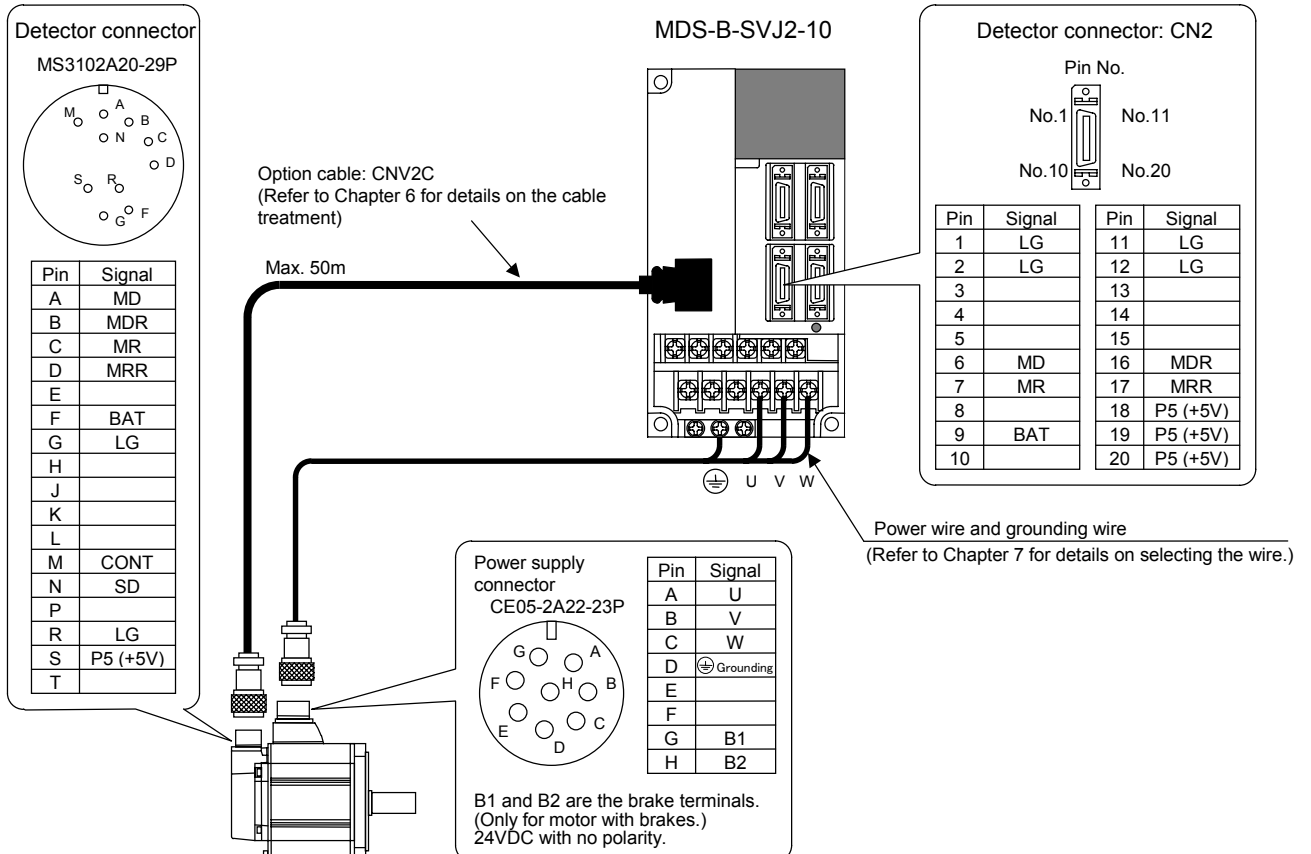 Detector connector
MS3102A20-29P
A
M
B
N
C
D
S
R
F
G
Pin Signal
A MD
B MDR
C MR
D MRR
E
F BAT
G LG
H
J
K
L
M CONT
N SD
P
R LG
S P5 (+5V)
T
Option cable: CNV2C
(Refer to Chapter 6 for details on the cable
treatment)
Max. 50m
MDS-B-SVJ2-10
U V W
Detector connector: CN2
Pin No.
No.1 No.11
No.10 No.20
Pin Signal Pin Signal
1 LG 11 LG
2 LG 12 LG
3 13
4 14
5 15
6 MD 16 MDR
7 MR 17 MRR
8 18 P5 (+5V)
9 BAT 19 P5 (+5V)
10 20 P5 (+5V)
Power wire and grounding wire
(Refer to Chapter 7 for details on selecting the wire.)
Power supply
connector
CE05-2A22-23P
G A
F H B
E C
D
Pin Signal
A U
B V
C W
D Grounding
E
F
G B1
H B2
B1 and B2 are the brake terminals.
(Only for motor with brakes.)
24VDC with no polarity.